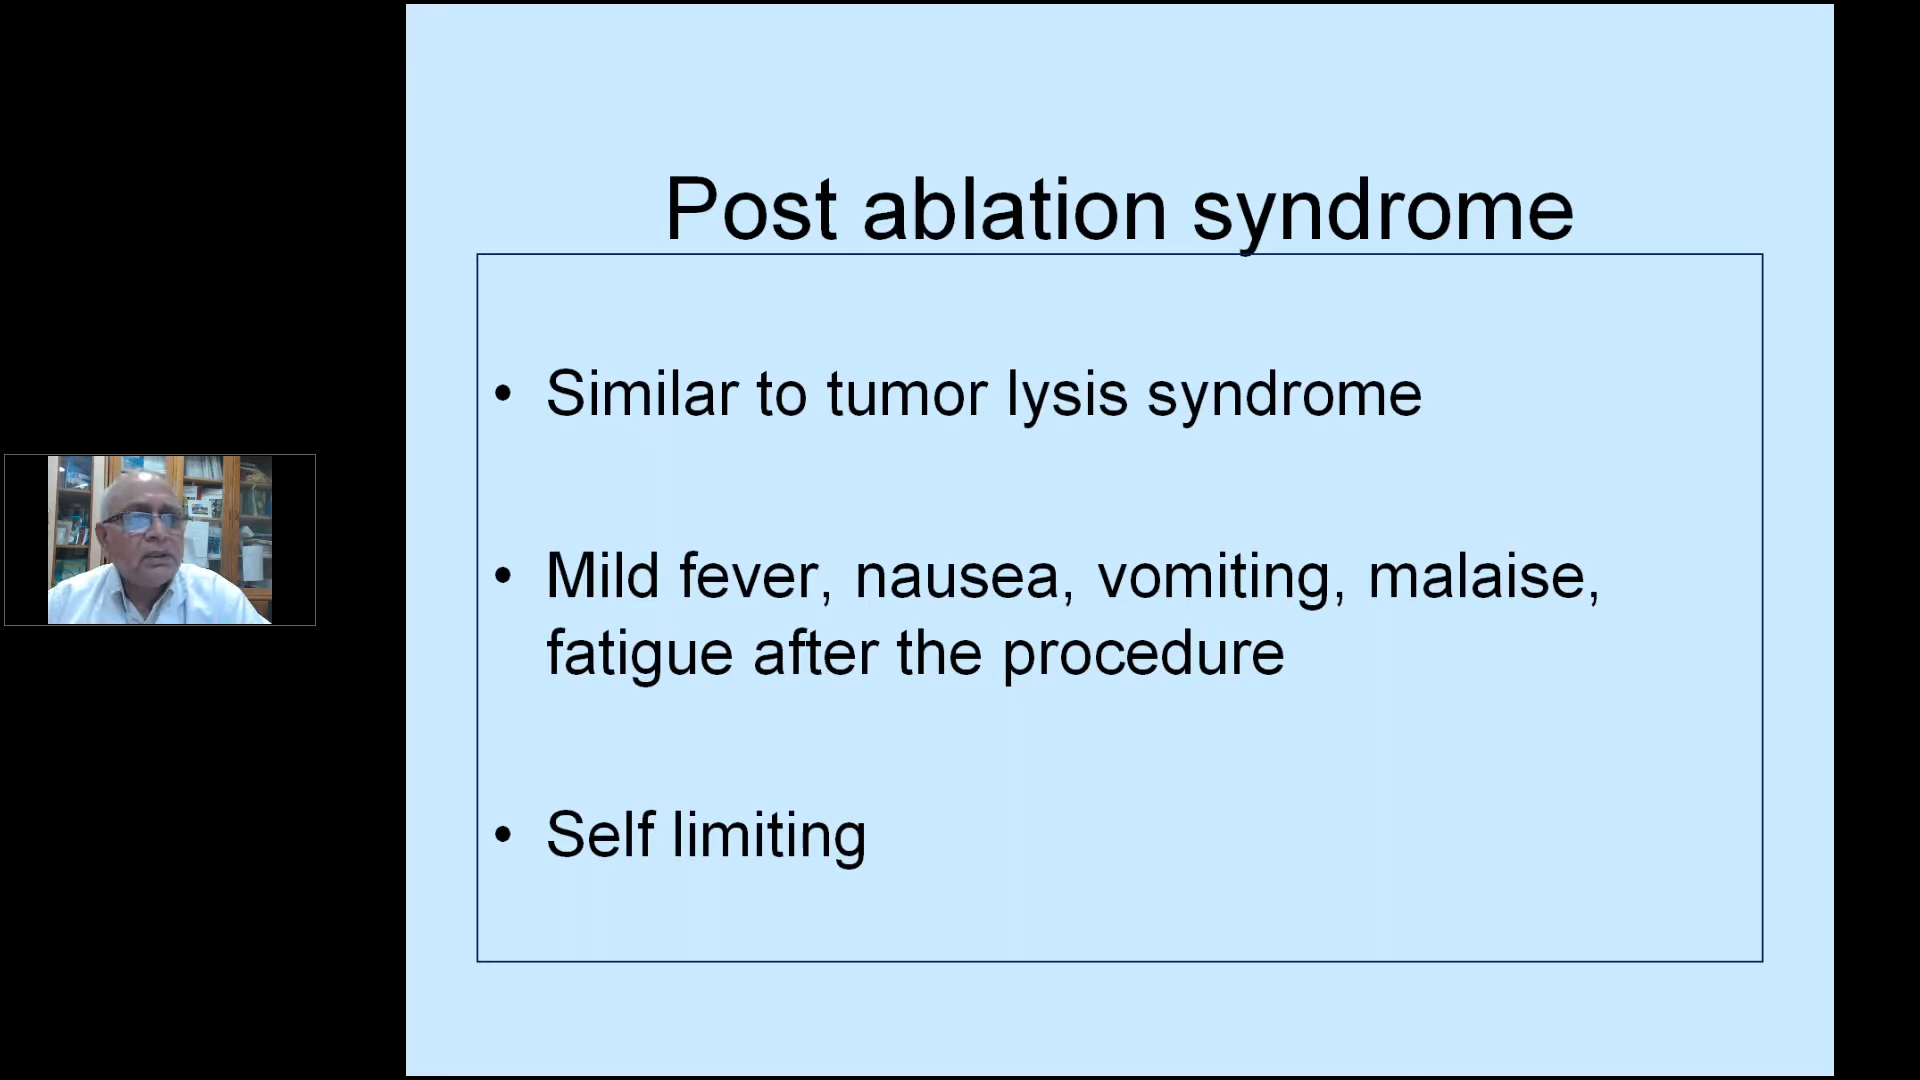 Post ablation syndrome
• Similar to tumor lysis syndrome
• Mild fever, nausea, vomiting, malaise,
fatigue after the procedure
• Self limiting